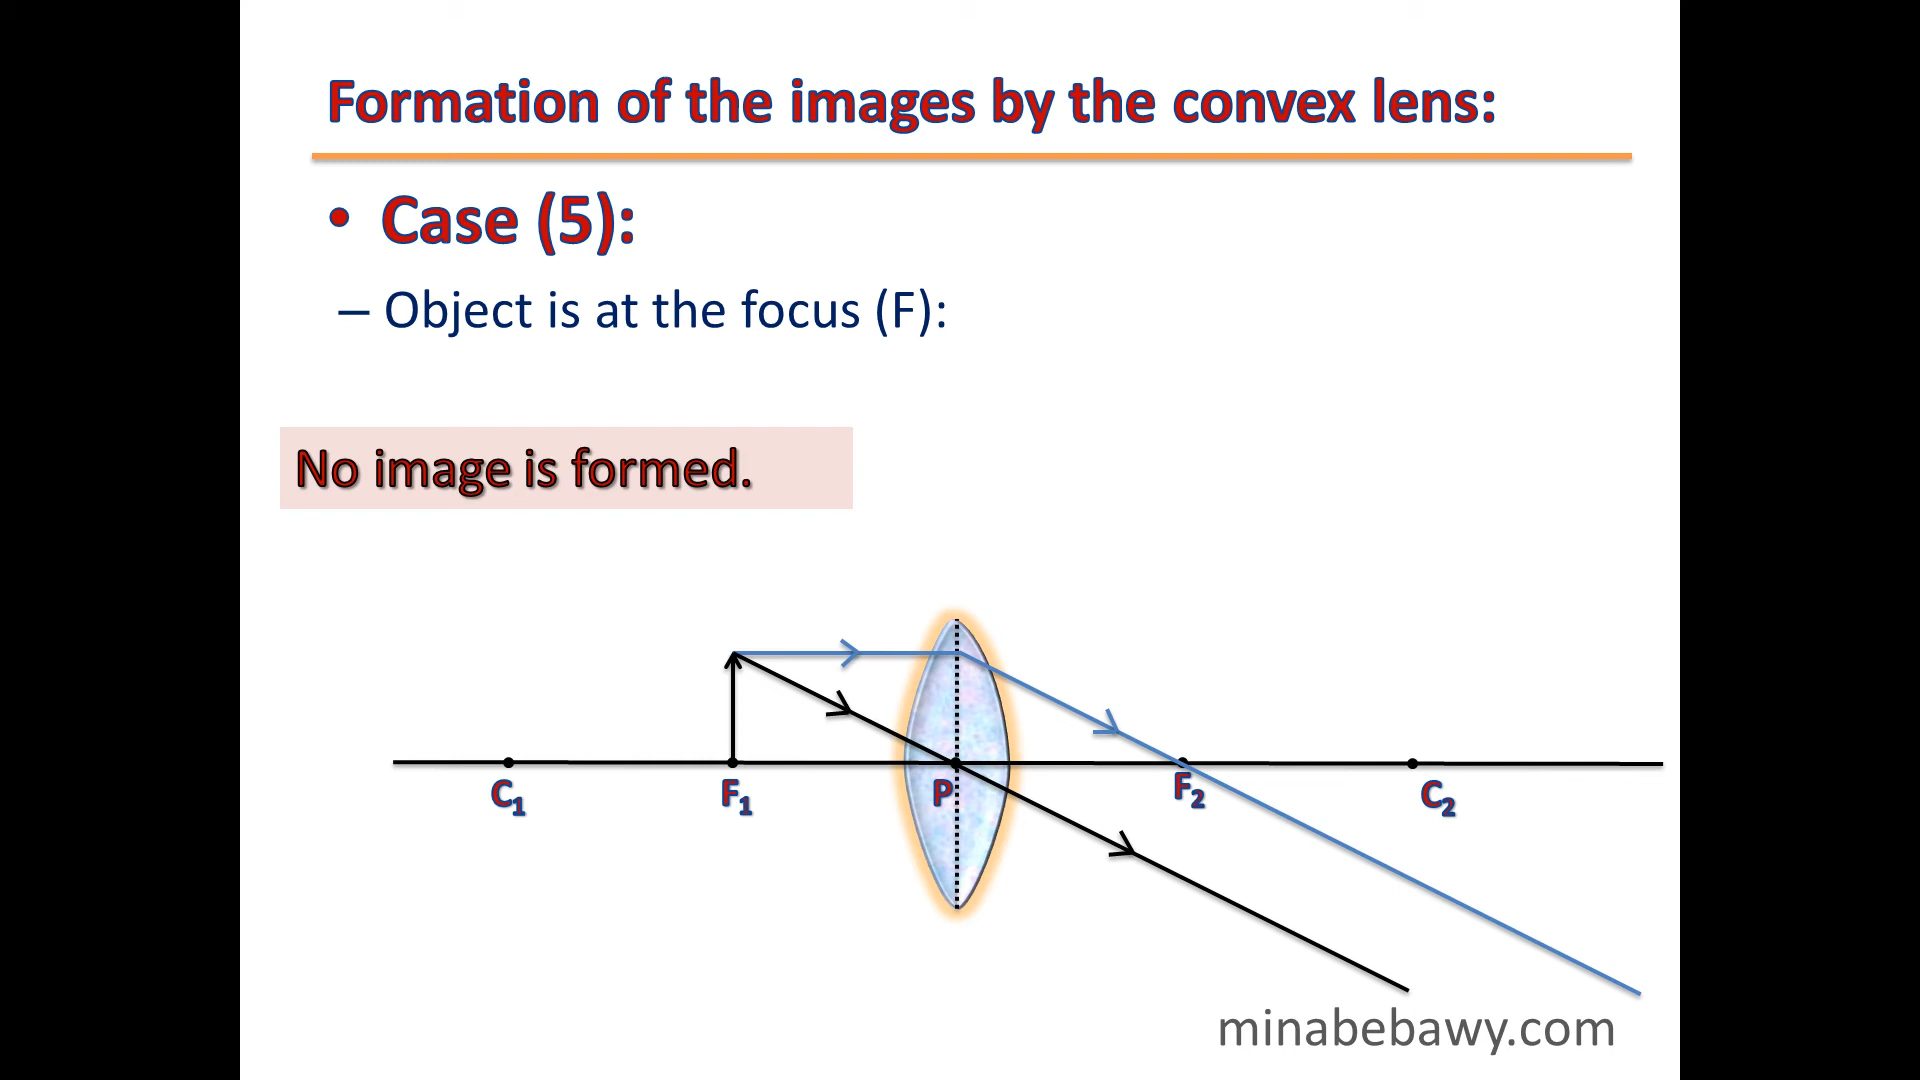 Formation of the images by the convex lens:
• Case (5):
– Object is at the focus (F):
No image is formed.
C₁ F₁ P F₂ C₂
minabebawy.com